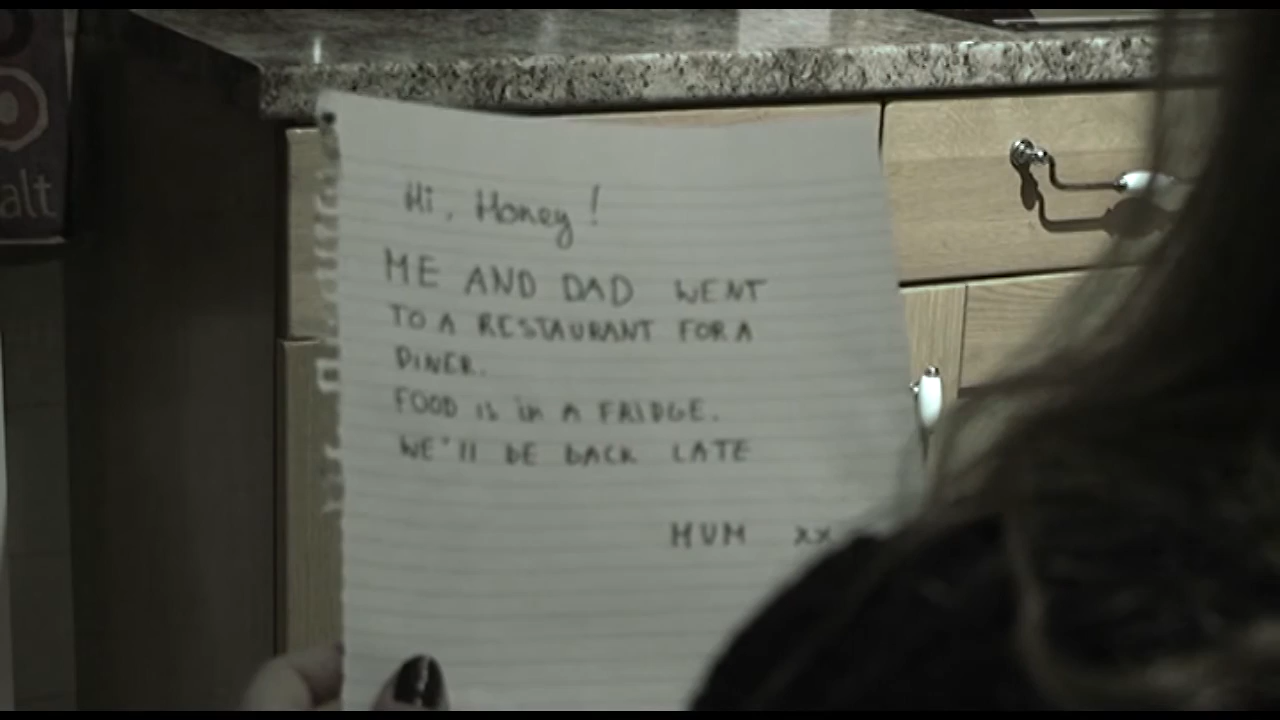 alt
Hi, Honey!
ME AND DAD WENT
TO A RESTAURANT FOR A
DINER.
FOOD is in A FRIDGE.
WE'll bE bACK LATE
MUM xx